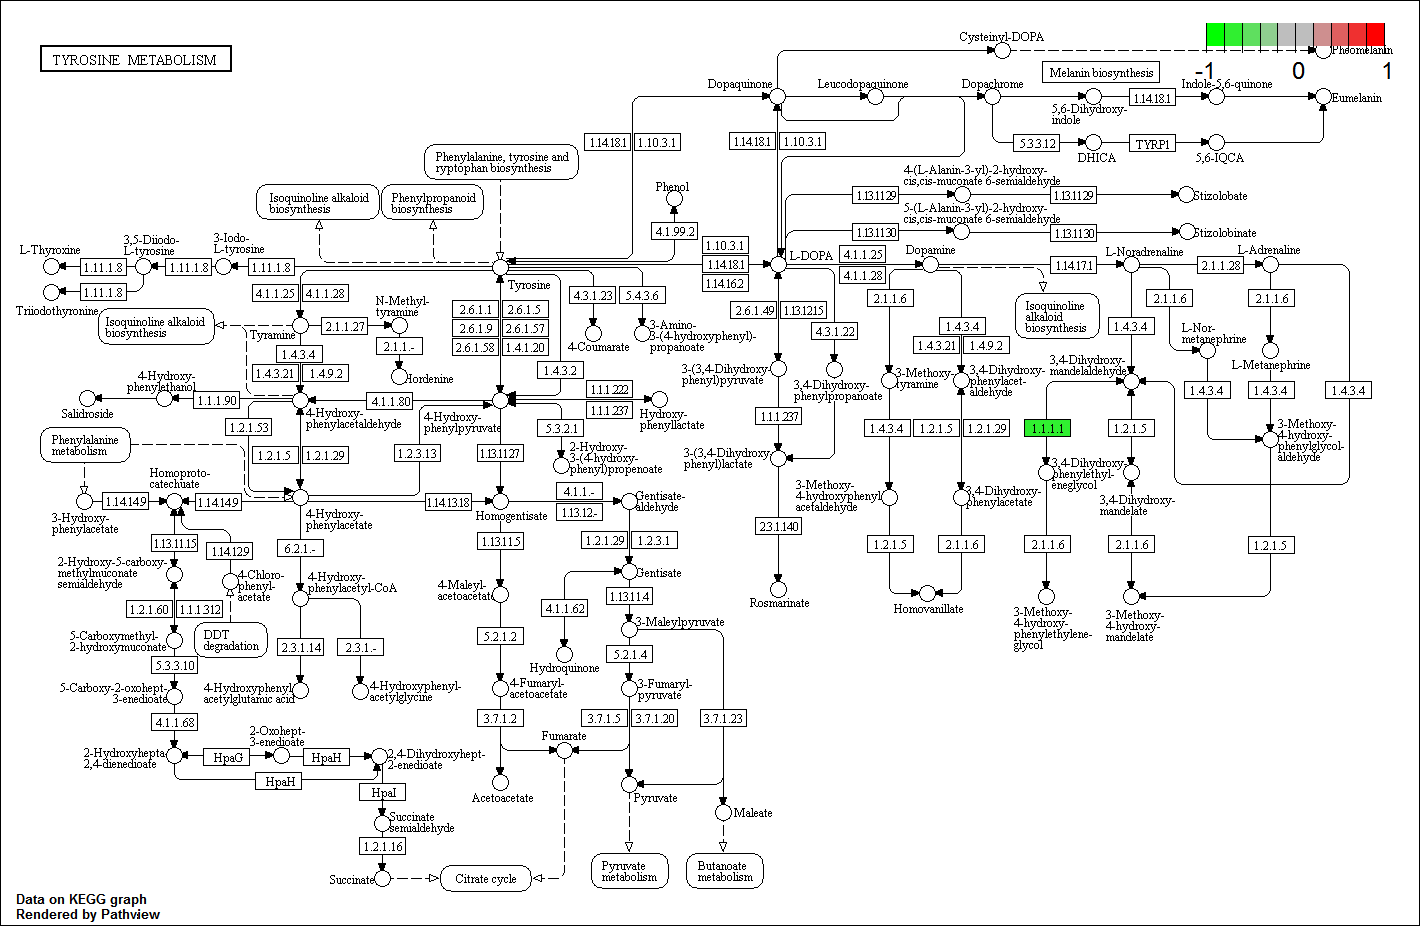 TYROSINE METABOLISM
Cysteinyl-DOPA
Pheomelanin
-1
0
1
Melanin biosynthesis
Dopaquinone
Leucodopaquinone
Dopachrome
Indole-5,6-quinone
1.14.18.1
Eumelanin
5,6-Dihydroxy-
indole
1.14.18.1
1.10.3.1
1.14.18.1
1.10.3.1
5.3.3.12
TYRP1
DHICA
5,6-IQCA
Phenylalanine, tyrosine and
ryptophan biosynthesis
Isoquinoline alkaloid
biosynthesis
Phenylpropanoid
biosynthesis
Phenol
4.1.99.2
4-(L-Alanin-3-yl)-2-hydroxy-
cis,cis-muconate 6-semialdehyde
1.13.1129
1.13.1129
Stizolobate
5-(L-Alanin-3-yl)-2-hydroxy-
cis,cis-muconate 6-semialdehyde
1.13.1130
1.13.1130
Stizolobinate
L-Thyroxine
3,5-Diiodo-
L-tyrosine
3-Iodo-
L-tyrosine
1.11.1.8
1.11.1.8
1.11.1.8
1.11.1.8
Triiodothyronine
Tyrosine
1.10.3.1
1.14.18.1
1.14.16.2
L-DOPA
4.1.1.25
4.1.1.28
Dopamine
1.14.17.1
L-Noradrenaline
2.1.1.28
L-Adrenaline
4.1.1.25
4.1.1.28
Isoquinoline alkaloid
biosynthesis
Tyramine
2.1.1.27
N-Methyl-
tyramine
2.1.1.-
Hordenine
2.6.1.1
2.6.1.5
2.6.1.9
2.6.1.57
2.6.1.58
1.4.1.20
4.3.1.23
5.4.3.6
4-Coumarate
3-Amino-
3-(4-hydroxyphenyl)-
propanoate
1.4.3.2
2.6.1.49
1.13.1215
4.3.1.22
2.1.1.6
1.4.3.4
1.4.3.21
1.4.9.2
Isoquinoline
alkaloid
biosynthesis
1.4.3.4
2.1.1.6
2.1.1.6
L-Nor-
metanephrine
L-Metanephrine
1.4.3.4
1.4.3.21
1.4.9.2
4-Hydroxy-
phenylethanol
Salidroside
1.1.1.90
4-Hydroxy-
phenylacetaldehyde
4.1.1.80
4-Hydroxy-
phenylpyruvate
1.1.1.222
1.1.1.237
Hydroxy-
phenyllactate
3-(3,4-Dihydroxy-
phenyl)pyruvate
3,4-Dihydroxy-
phenylpropanoate
3-Methoxy-
tyramine
3,4-Dihydroxy-
phenylacet-
aldehyde
3,4-Dihydroxy-
mandelaldehyde
1.4.3.4
1.4.3.4
1.4.3.4
1.2.1.53
1.2.1.5
1.2.1.29
1.2.3.13
1.13.1127
5.3.2.1
2-Hydroxy-
3-(4-hydroxy-
phenyl)propenoate
1.1.1.237
3-(3,4-Dihydroxy-
phenyl)lactate
1.4.3.4
1.2.1.5
1.2.1.29
1.1.1.1
1.2.1.5
3-Methoxy-
4-hydroxy-
phenylglycol-
aldehyde
Phenylalanine
metabolism
Homoproto-
catechuate
1.14.14.9
1.14.14.9
3-Hydroxy-
phenylacetate
4-Hydroxy-
phenylacetate
1.14.13.18
Homogentisate
4.1.1.-
1.13.12.-
Gentisate-
aldehyde
3-Methoxy-
4-hydroxyphenyl
acetaldehyde
3,4-Dihydroxy-
phenylacetate
3,4-Dihydroxy-
phenylethyl-
eneglycol
3,4-Dihydroxy-
mandelate
2.3.1.140
Rosmarinate
1.2.1.5
2.1.1.6
2.1.1.6
2.1.1.6
1.2.1.5
Homovanillate
3-Methoxy-
4-hydroxy-
phenylethylene-
glycol
3-Methoxy-
4-hydroxy-
mandelate
1.13.11.15
1.14.129
6.2.1.-
1.13.11.5
1.2.1.29
1.2.3.1
2-Hydroxy-5-carboxy-
methylmuconate
semialdehyde
4-Chloro-
phenyl-
acetate
4-Hydroxy-
phenylacetyl-CoA
4-Maleyl-
acetoacetate
Gentisate
1.13.11.4
4.1.1.62
1.2.1.60
1.1.1.312
DDT
degradation
5-Carboxymethyl-
2-hydroxymuconate
5.3.3.10
2.3.1.14
2.3.1.-
5.2.1.2
3-Maleylpyruvate
5.2.1.4
Hydroquinone
5-Carboxy-2-oxohept-
3-enedioate
4-Hydroxyphenyl
acetylglutamic acid
4-Hydroxyphenyl-
acetylglycine
4-Fumaryl-
acetoacetate
3-Fumaryl-
pyruvate
4.1.1.68
3.7.1.2
3.7.1.5
3.7.1.20
3.7.1.23
2-Hydroxyhepta
2,4-dienedioate
HpaG
2-Oxohept-
3-enedioate
HpaH
2,4-Dihydroxyhept-
2-enedioate
HpaH
HpaI
Fumarate
Acetoacetate
Pyruvate
Maleate
Succinate
semialdehyde
1.2.1.16
Succinate
Citrate cycle
Pyruvate
metabolism
Butanoate
metabolism
Data on KEGG graph
Rendered by Pathview